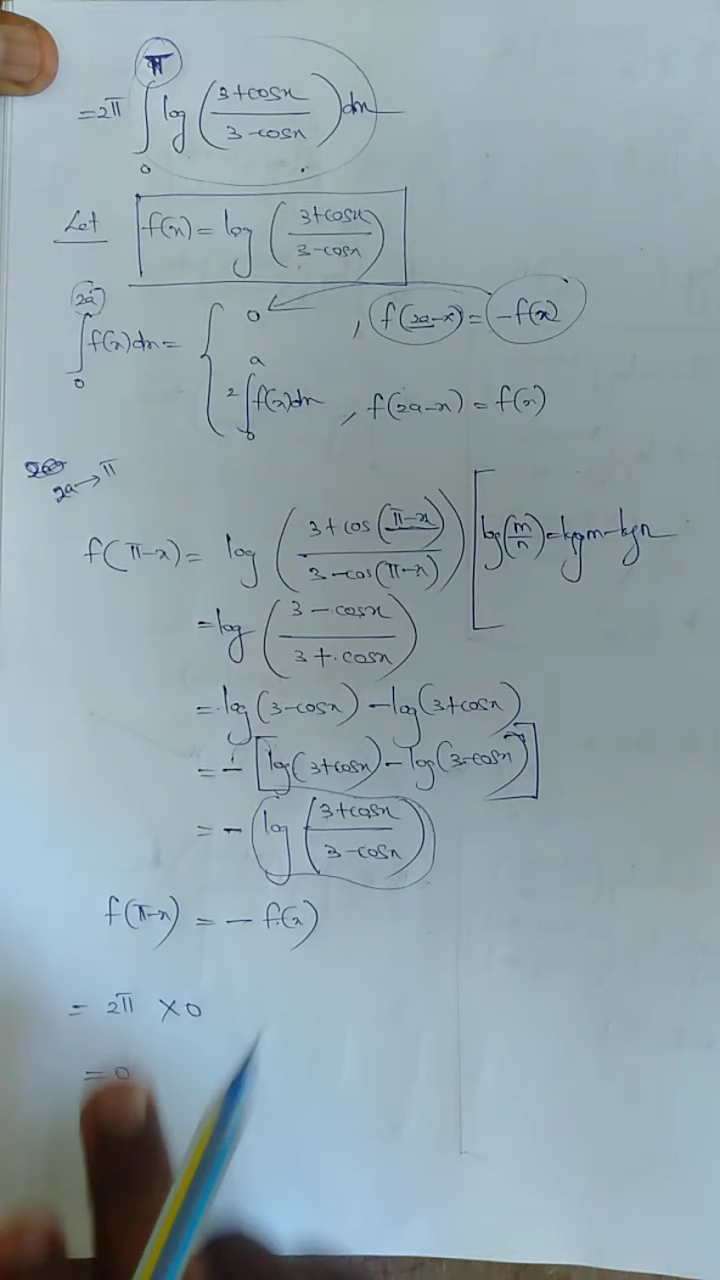 = 2π ∫₀^π log ( (3+cosx) / (3-cosx) ) dx
Let f(x) = log ( (3+cosx) / (3-cosx) )
∫₀^2a f(x)dx = { 0 , f(2a-x) = -f(x)
2 ∫₀^a f(x)dx , f(2a-x) = f(x)
2a → π
f(π-x) = log ( (3+cos(π-x)) / (3-cos(π-x)) ) [ log(m/n) = logm - logn
= log ( (3-cosx) / (3+cosx) )
= log(3-cosx) - log(3+cosx)
= - [log(3+cosx) - log(3-cosx)]
= - (log ( (3+cosx) / (3-cosx) ))
f(π-x) = - f(x)
= 2π × 0
= 0